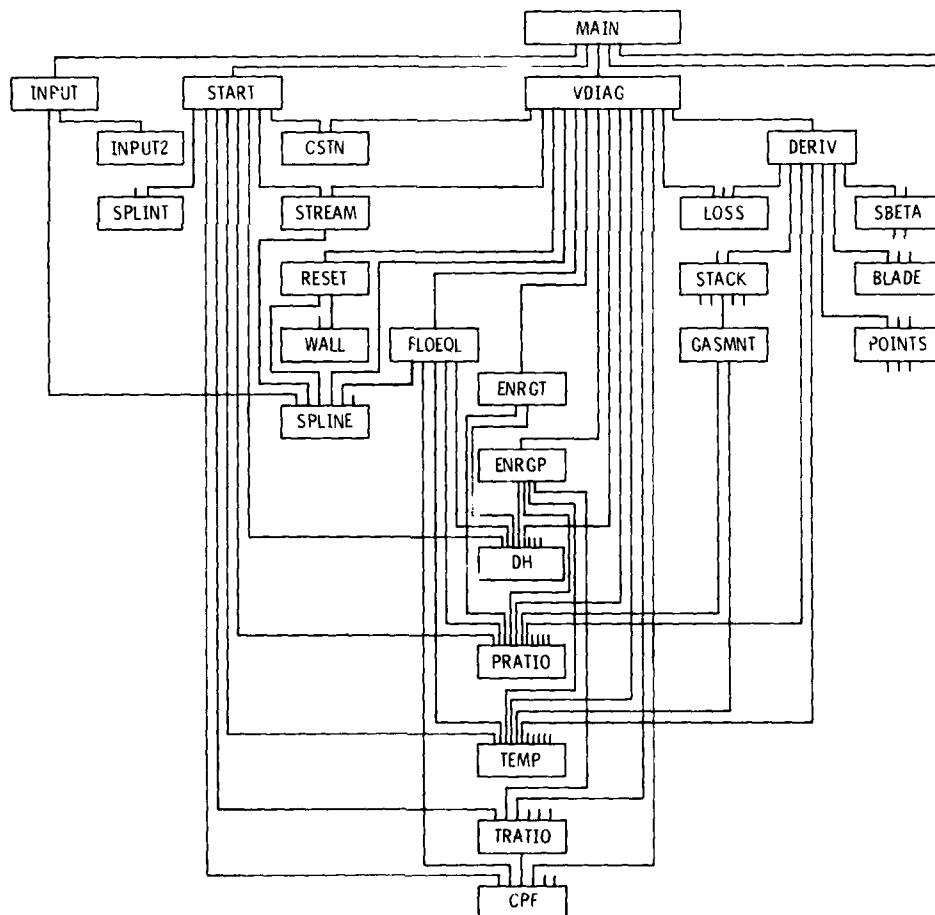 MAIN
INPUT
START
VDIAG
INPUT2
CSTN
DERIV
SPLINT
STREAM
LOSS
SBETA
RESET
STACK
BLADE
WALL
FLOEQL
GASMNT
POINTS
ENRGT
SPLINE
ENRGP
DH
PRATIO
TEMP
TRATIO
CPF